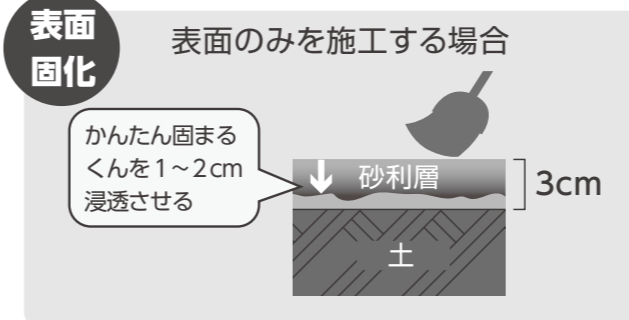 表面
固化
表面のみを施工する場合
かんたん固まる
くんを1～2cm
浸透させる
砂利層
3cm
土